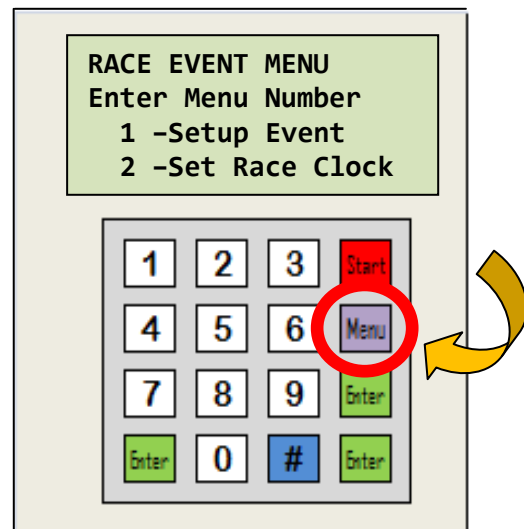 RACE EVENT MENU
Enter Menu Number
1 –Setup Event
2 –Set Race Clock
1 2 3 Start
4 5 6 Menu
7 8 9 Enter
Enter 0 # Enter